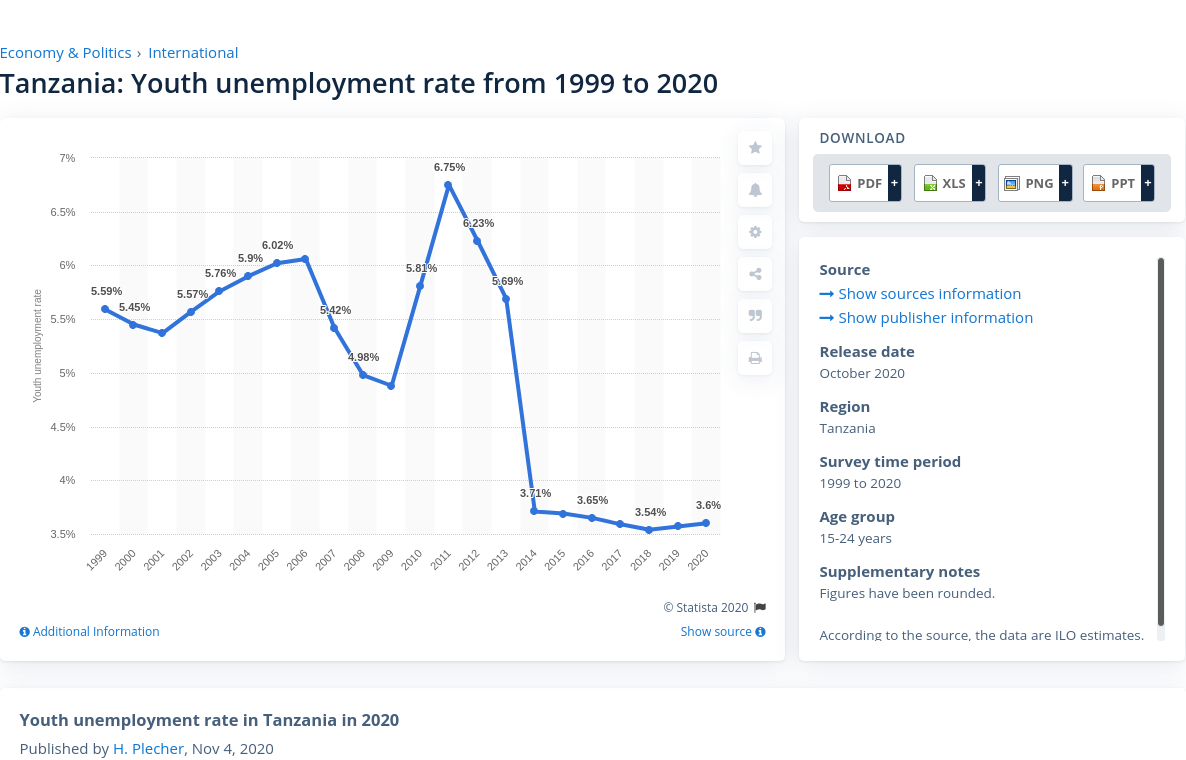 Economy & Politics › International
Tanzania: Youth unemployment rate from 1999 to 2020
7%
6.5%
6%
5.5%
5%
4.5%
4%
3.5%
Youth unemployment rate
5.59%
5.45%
5.57%
5.76%
5.9%
6.02%
5.42%
4.98%
5.81%
6.75%
6.23%
5.69%
3.71%
3.65%
3.54%
3.6%
1999
2000
2001
2002
2003
2004
2005
2006
2007
2008
2009
2010
2011
2012
2013
2014
2015
2016
2017
2018
2019
2020
© Statista 2020
Additional Information
Show source
DOWNLOAD
PDF + XLS + PNG + PPT +
Source
Show sources information
Show publisher information
Release date
October 2020
Region
Tanzania
Survey time period
1999 to 2020
Age group
15-24 years
Supplementary notes
Figures have been rounded.
According to the source, the data are ILO estimates.
Youth unemployment rate in Tanzania in 2020
Published by H. Plecher, Nov 4, 2020